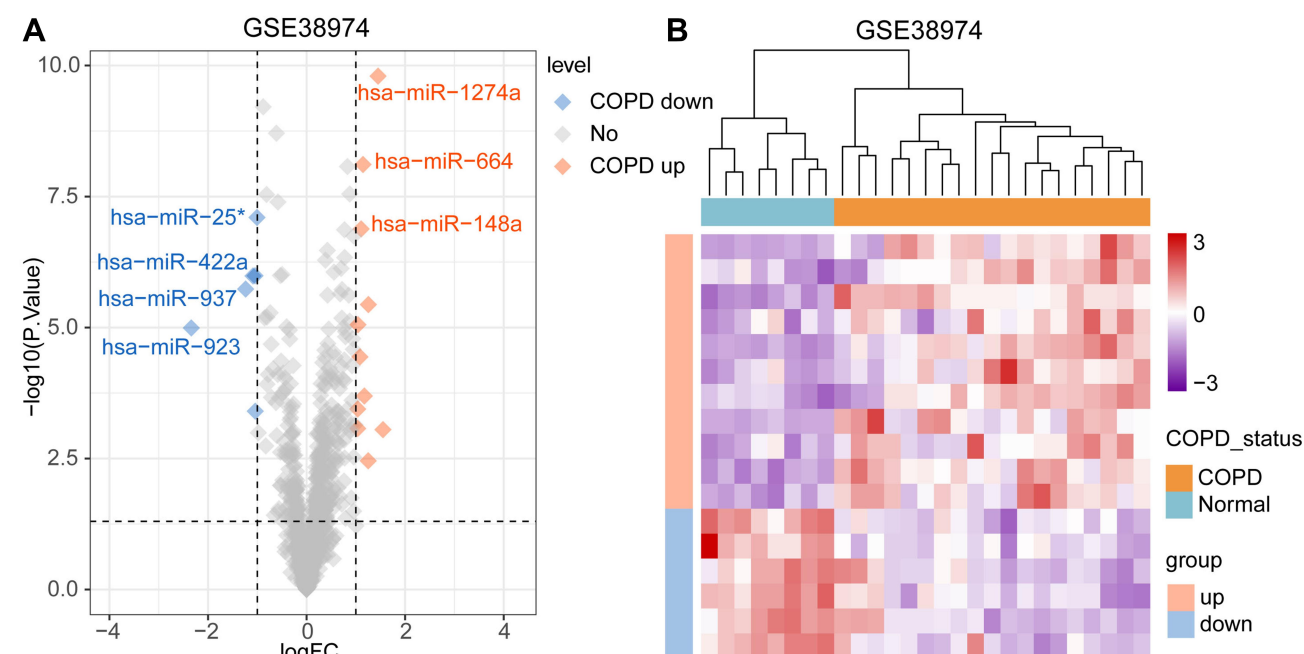 A
GSE38974
−log10(P.Value)
10.0
7.5
5.0
2.5
0.0
−4
−2
0
2
4
logFC
hsa−miR−1274a
hsa−miR−664
hsa−miR−148a
hsa−miR−25*
hsa−miR−422a
hsa−miR−937
hsa−miR−923
level
COPD down
No
COPD up
B
GSE38974
3
0
−3
COPD_status
COPD
Normal
group
up
down